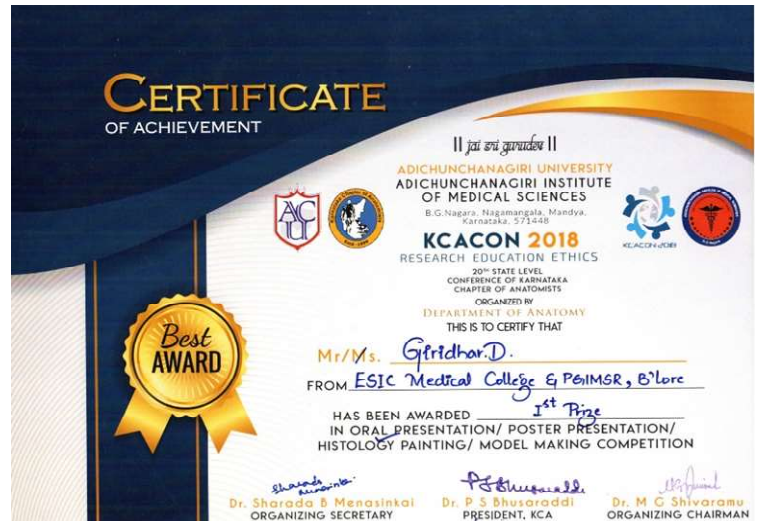 CERTIFICATE
OF ACHIEVEMENT
|| jai sri gurudev ||
ADICHUNCHANAGIRI UNIVERSITY
ADICHUNCHANAGIRI INSTITUTE
OF MEDICAL SCIENCES
B.G.Nagara, Nagamangala, Mandya,
Karnataka, 571448
KCACON 2018
RESEARCH EDUCATION ETHICS
20TH STATE LEVEL
CONFERENCE OF KARNATAKA
CHAPTER OF ANATOMISTS
ORGANIZED BY
DEPARTMENT OF ANATOMY
THIS IS TO CERTIFY THAT
ACU
KCACON-2018
Best
AWARD
Mr/Ms. Giridhar.D.
FROM ESIC Medical College & PGIMSR, B'lore
HAS BEEN AWARDED Ist Prize
IN ORAL PRESENTATION/ POSTER PRESENTATION/
HISTOLOGY PAINTING/ MODEL MAKING COMPETITION
Dr. Sharada B Menasinkai
ORGANIZING SECRETARY
Dr. P S Bhusaraddi
PRESIDENT, KCA
Dr. M G Shivaramu
ORGANIZING CHAIRMAN